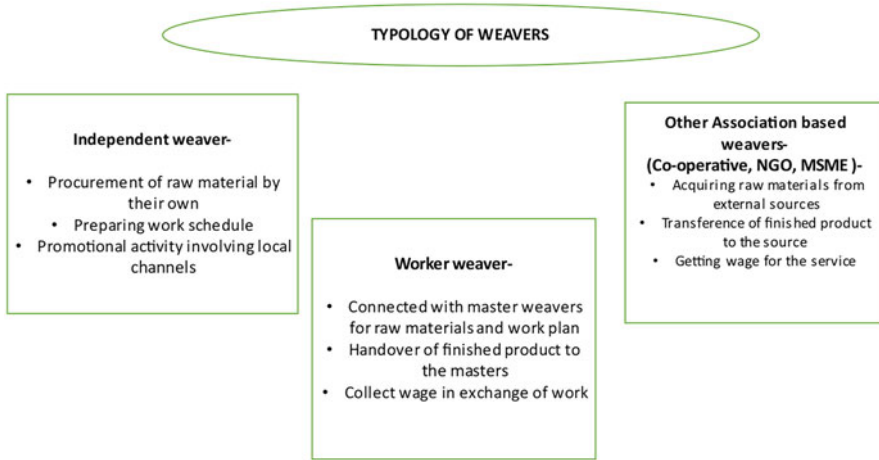 TYPOLOGY OF WEAVERS
Independent weaver-
• Procurement of raw material by
their own
• Preparing work schedule
• Promotional activity involving local
channels
Worker weaver-
• Connected with master weavers
for raw materials and work plan
• Handover of finished product to
the masters
• Collect wage in exchange of work
Other Association based
weavers-
(Co-operative, NGO, MSME )-
• Acquiring raw materials from
external sources
• Transference of finished product
to the source
• Getting wage for the service